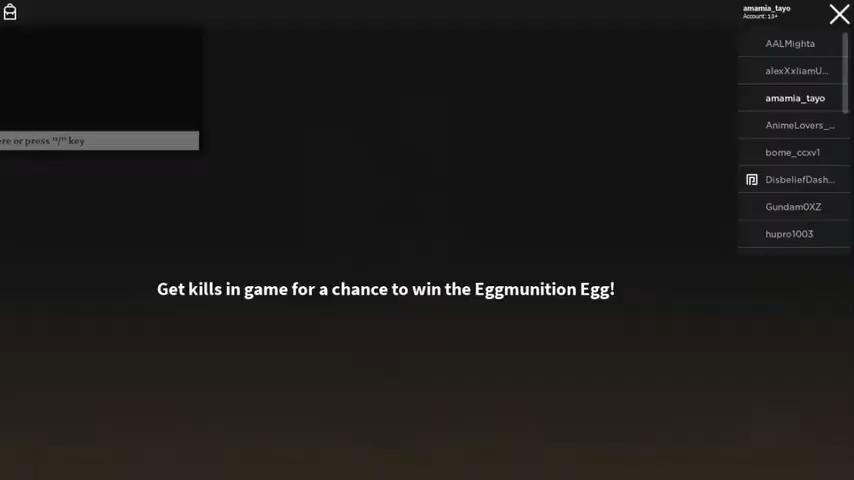 amamia_tayo
Account: 13+
AALMighta
alexXxliamU...
amamia_tayo
ere or press "/" key
AnimeLovers_...
bome_ccxv1
DisbeliefDash...
Gundam0XZ
hupro1003
Get kills in game for a chance to win the Eggmunition Egg!